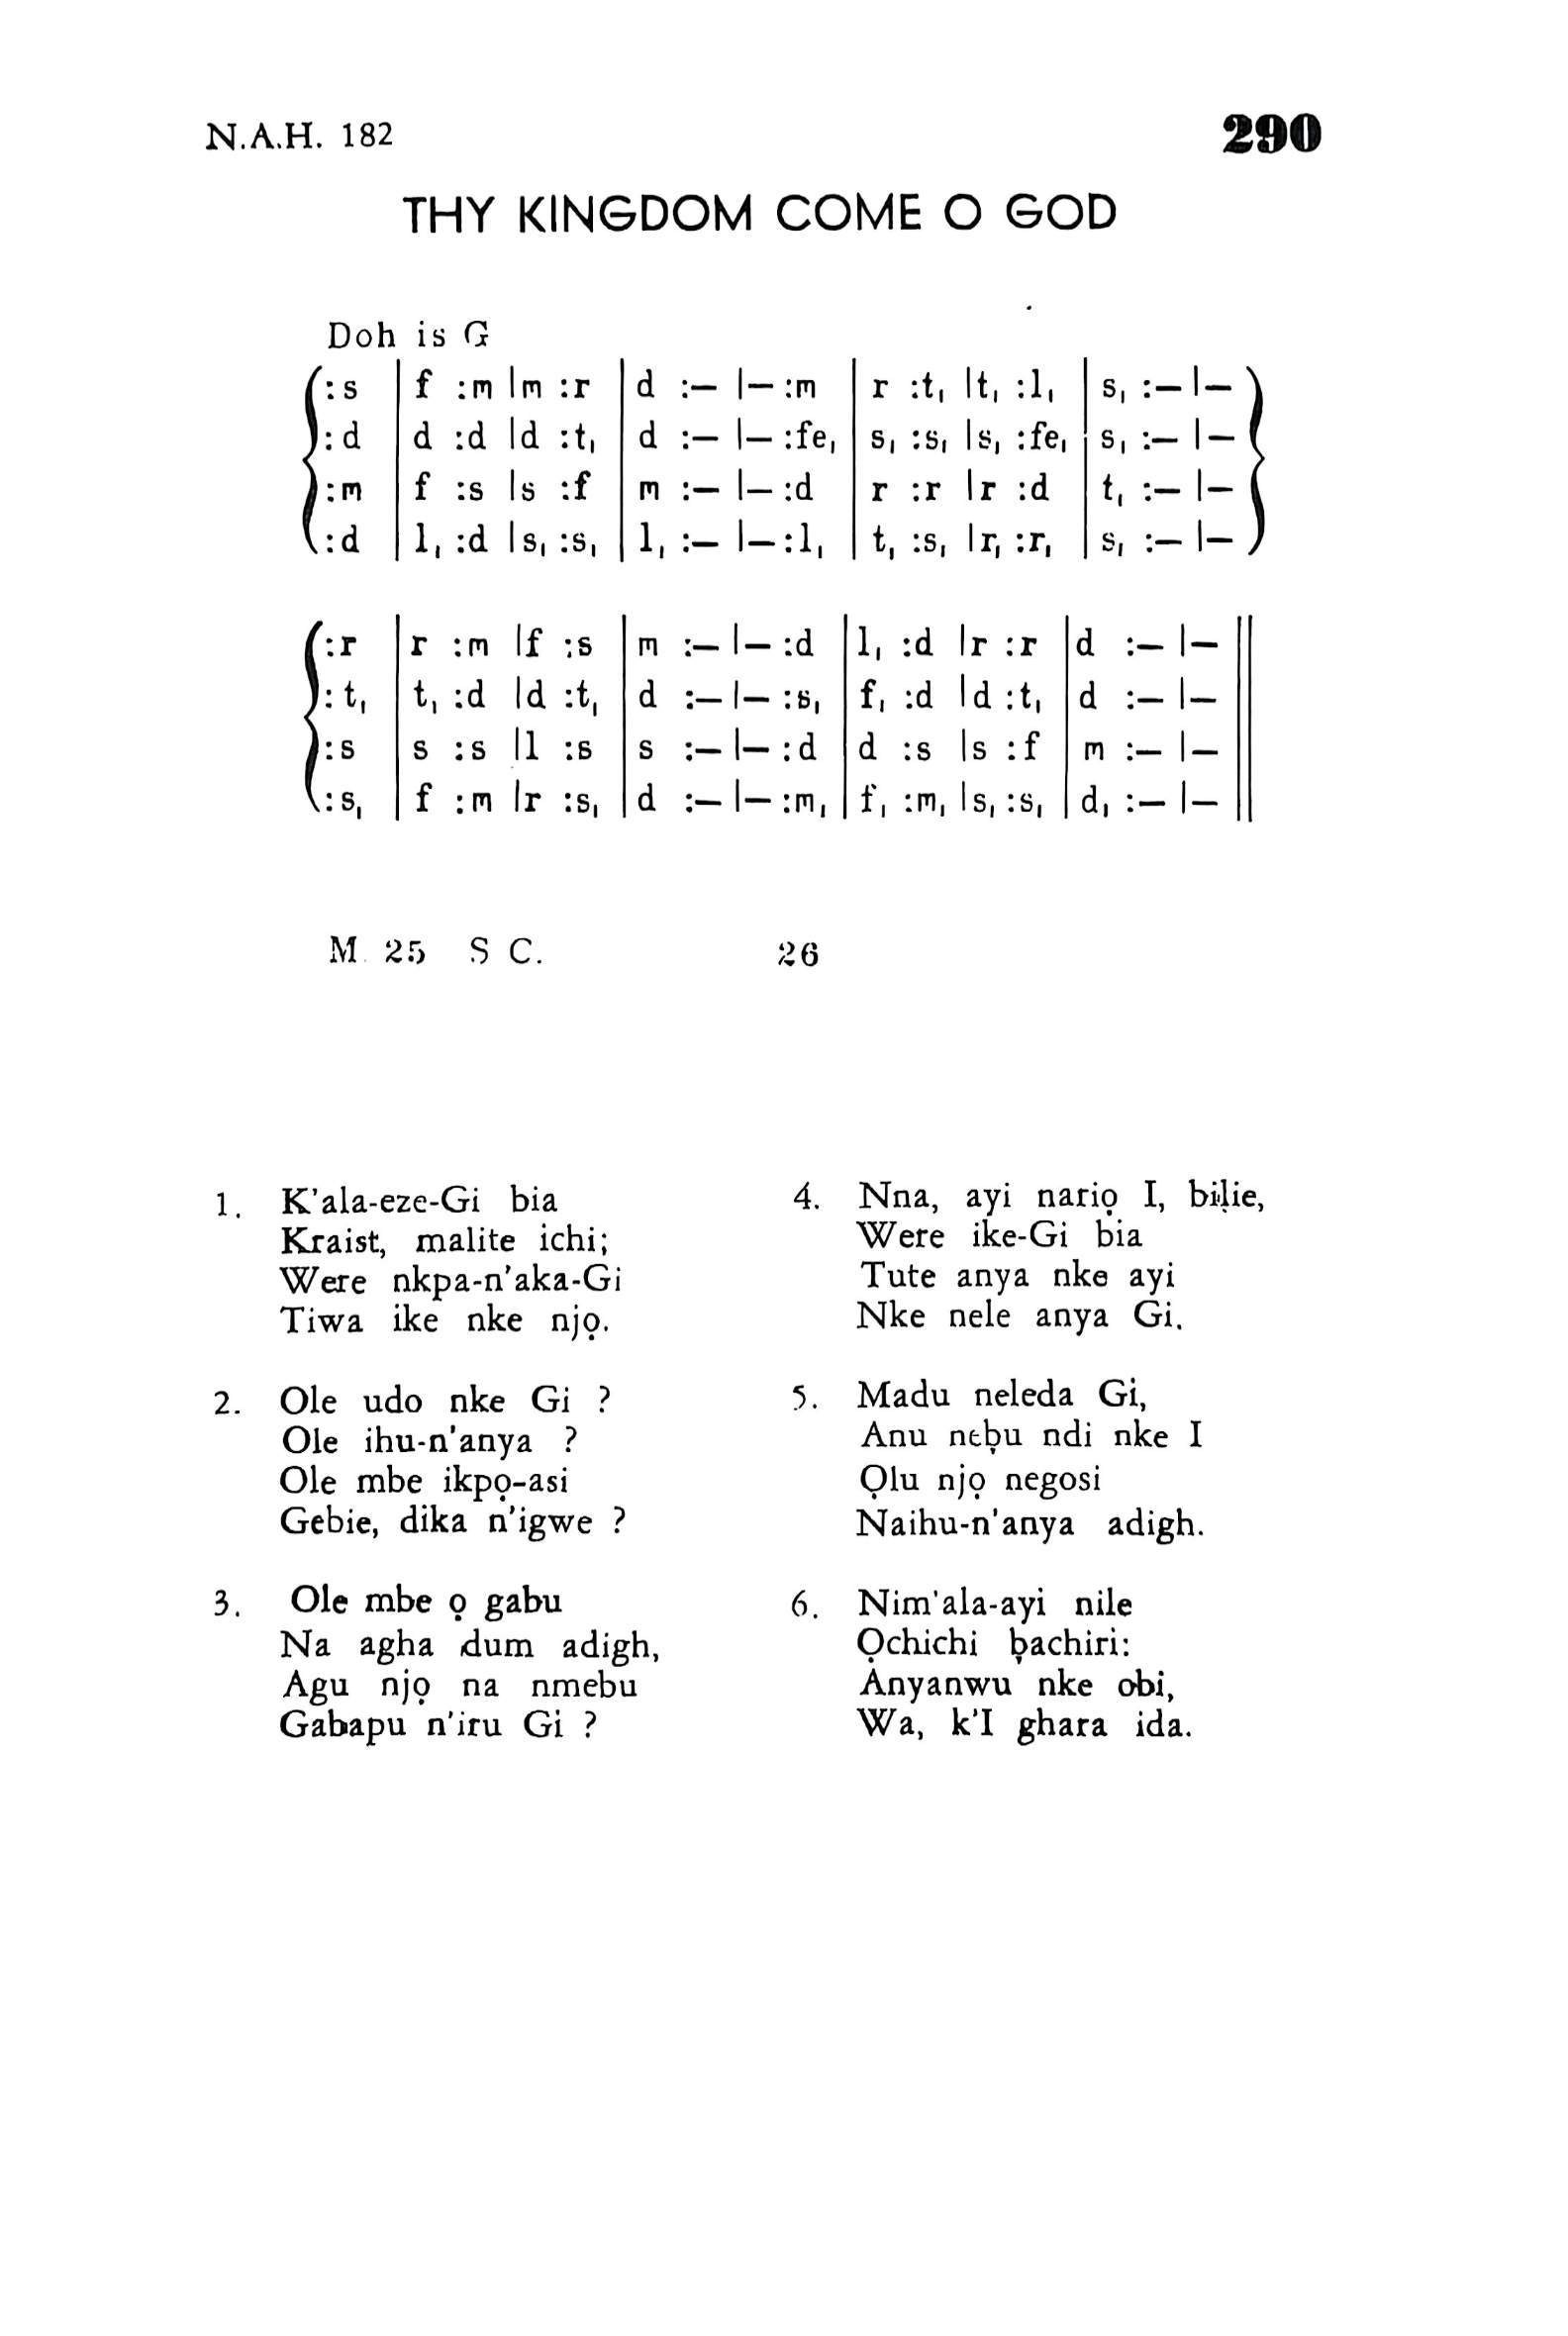 N.A.H. 182
290
THY KINGDOM COME O GOD
Doh is G
:s | f :m |m :r | d :— |— :m | r :t, |t, :l, | s, :— |—
:d | d :d |d :t, | d :— |— :fe, | s, :s, |s, :fe, | s, :— |—
:m | f :s |s :f | m :— |— :d | r :r |r :d | t, :— |—
:d | l, :d |s, :s, | l, :— |— :l, | t, :s, |r, :r, | s, :— |—
:r | r :m |f :s | m :— |— :d | l, :d |r :r | d :— |—
:t, | t, :d |d :t, | d :— |— :s, | f, :d |d :t, | d :— |—
:s | s :s |l :s | s :— |— :d | d :s |s :f | m :— |—
:s, | f :m |r :s, | d :— |— :m, | f, :m, |s, :s, | d, :— |—
M. 25 S C. 26
1. K'ala-eze-Gi bia
Kraist, malite ichi;
Were nkpa-n'aka-Gi
Tiwa ike nke njọ.
2. Ole udo nke Gi ?
Ole ihu-n'anya ?
Ole mbe ikpọ-asi
Gebie, dika n'igwe ?
3. Ole mbe ọ gabu
Na agha dum adigh,
Agu njọ na nmebu
Gabapu n'iru Gi ?
4. Nna, ayi nariọ I, biḷie,
Were ike-Gi bia
Tute anya nke ayi
Nke nele anya Gi.
5. Madu neleda Gi,
Anu nebụ ndi nke I
Ọlu njọ negosi
Naihu-n'anya adigh.
6. Nim'ala-ayi nile
Ọchichi ḅachiri:
Anyanwu nke obi,
Wa, k'I ghara ida.